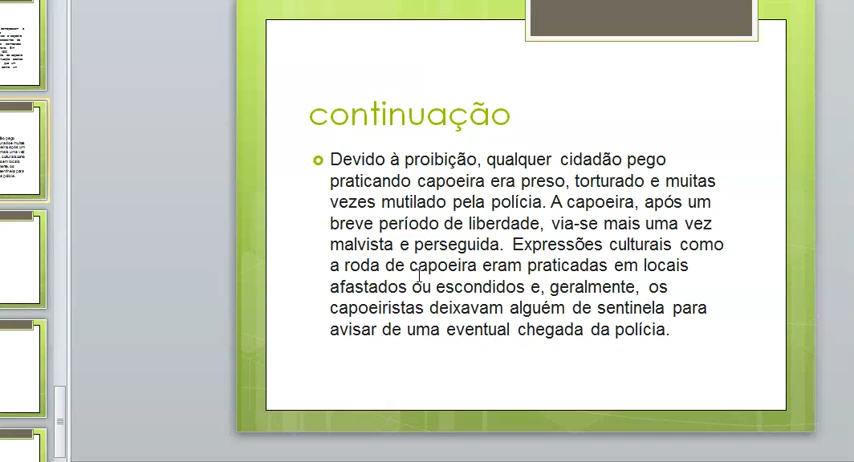 continuação
Devido à proibição, qualquer cidadão pego
praticando capoeira era preso, torturado e muitas
vezes mutilado pela polícia. A capoeira, após um
breve período de liberdade, via-se mais uma vez
malvista e perseguida. Expressões culturais como
a roda de capoeira eram praticadas em locais
afastados ou escondidos e, geralmente, os
capoeiristas deixavam alguém de sentinela para
avisar de uma eventual chegada da polícia.